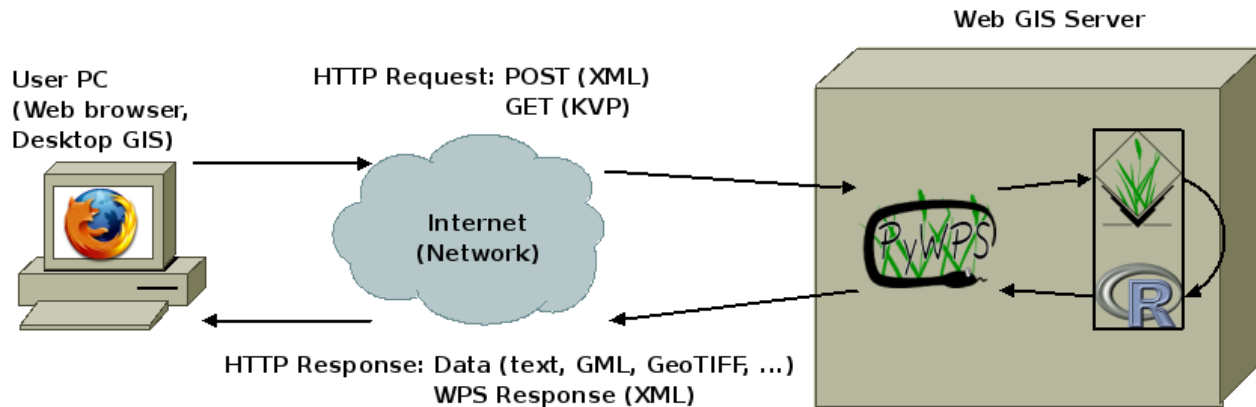 Web GIS Server
User PC
(Web browser,
Desktop GIS)
HTTP Request: POST (XML)
GET (KVP)
Internet
(Network)
PyWPS
R
HTTP Response: Data (text, GML, GeoTIFF, ...)
WPS Response (XML)